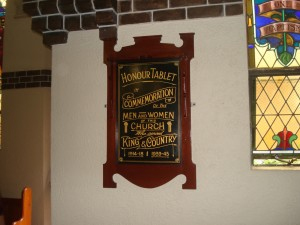 HONOUR TABLET
In
COMMEMORATION
of the
MEN AND WOMEN
OF THIS
CHURCH
Who served
KING & COUNTRY
1914-18 1939-45